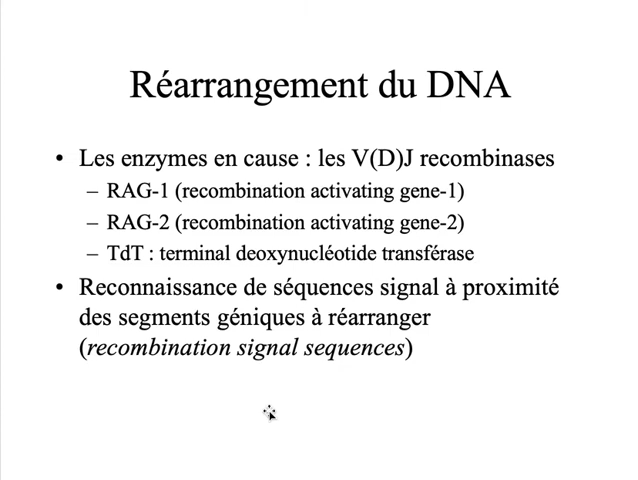 Réarrangement du DNA
• Les enzymes en cause : les V(D)J recombinases
– RAG-1 (recombination activating gene-1)
– RAG-2 (recombination activating gene-2)
– TdT : terminal deoxynucléotide transférase
• Reconnaissance de séquences signal à proximité
des segments géniques à réarranger
(recombination signal sequences)